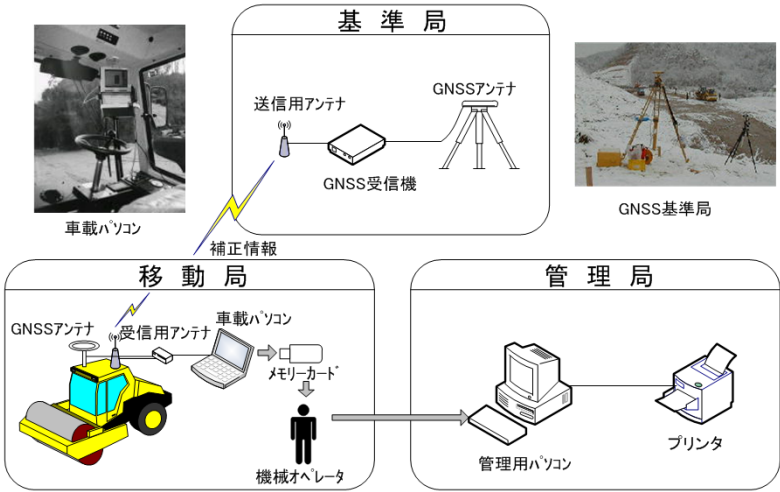 基 準 局
送信用アンテナ
GNSSアンテナ
GNSS受信機
車載ﾊﾟｿｺﾝ
GNSS基準局
補正情報
移 動 局
GNSSアンテナ
受信用アンテナ
車載ﾊﾟｿｺﾝ
ﾒﾓﾘｰｶｰﾄﾞ
機械ｵﾍﾟﾚｰﾀ
管 理 局
管理用ﾊﾟｿｺﾝ
プリンタ